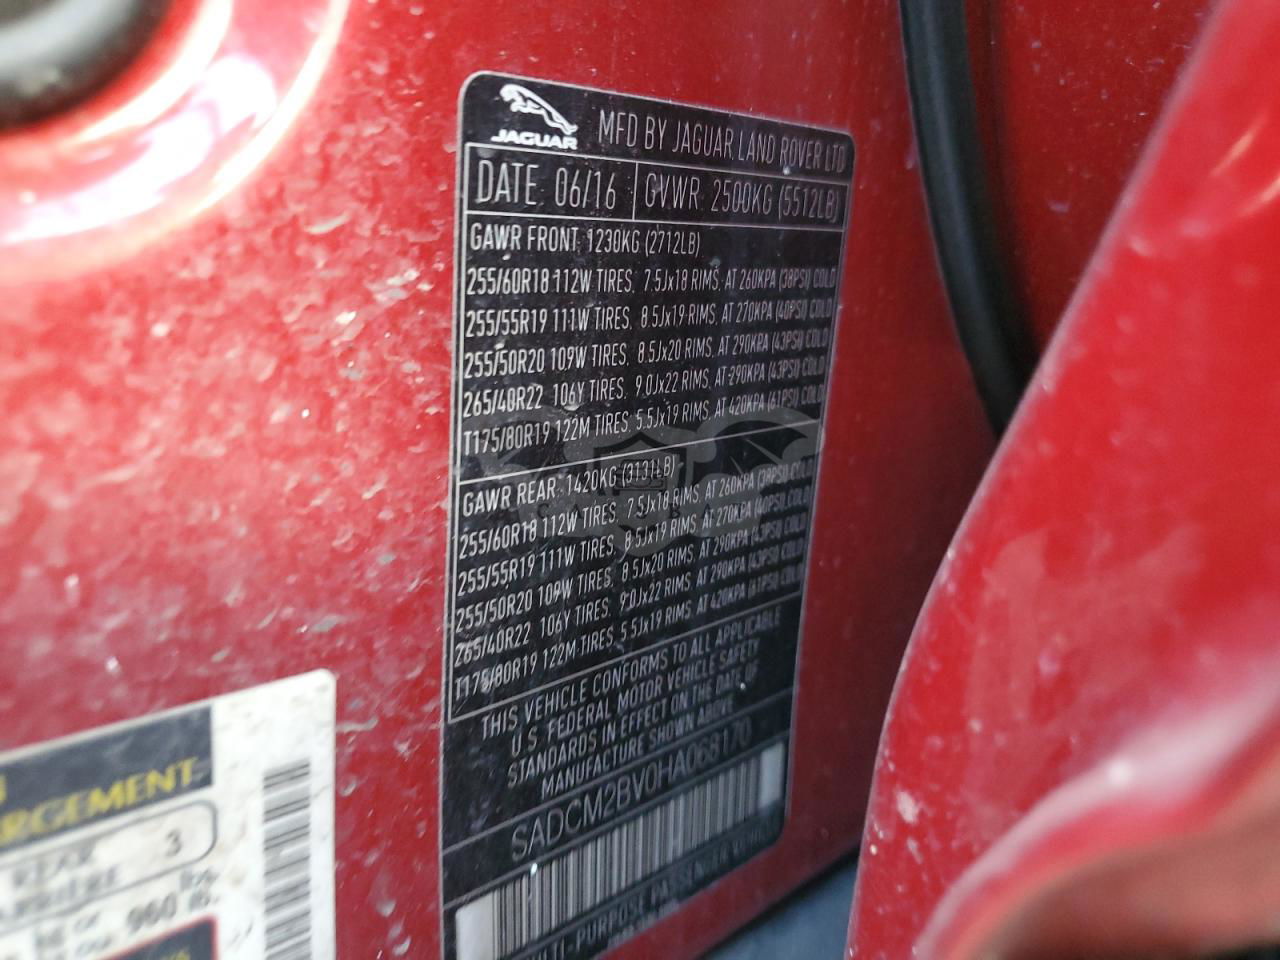 JAGUAR
MFD BY JAGUAR LAND ROVER LTD
DATE: 06/16
G.V.WR: 2500KG (5512LB)
GAWR FRONT: 1230KG (2712LB)
255/60R18 112W TIRES, 7.5Jx18 RIMS, AT 260KPA (38PSI) COLD
255/55R19 111W TIRES, 8.5Jx19 RIMS, AT 270KPA (40PSI) COLD
255/50R20 109W TIRES, 8.5Jx20 RIMS, AT 290KPA (43PSI) COLD
265/40R22 106Y TIRES, 9.0Jx22 RIMS, AT 290KPA (43PSI) COLD
T175/80R19 122M TIRES, 5.5Jx19 RIMS, AT 420KPA (61PSI) COLD
GAWR REAR: 1420KG (3131LB)
255/60R18 112W TIRES, 7.5Jx18 RIMS, AT 260KPA (38PSI) COLD
255/55R19 111W TIRES, 8.5Jx19 RIMS, AT 270KPA (40PSI) COLD
255/50R20 109W TIRES, 8.5Jx20 RIMS, AT 290KPA (43PSI) COLD
265/40R22 106Y TIRES, 9.0Jx22 RIMS, AT 290KPA (43PSI) COLD
T175/80R19 122M TIRES, 5.5Jx19 RIMS, AT 420KPA (61PSI) COLD
THIS VEHICLE CONFORMS TO ALL APPLICABLE
U.S. FEDERAL MOTOR VEHICLE SAFETY
STANDARDS IN EFFECT ON THE DATE OF
MANUFACTURE SHOWN ABOVE
SADCM2BV0HA068170
-PURPOSE PASSENGER
RGEMENT
REAR 3
ARRIÈRE
960 lbs.
lb.